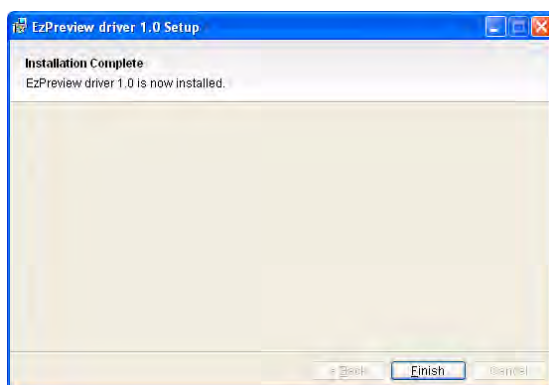 EzPreview driver 1.0 Setup
Installation Complete
EzPreview driver 1.0 is now installed.
< Back
Finish
Cancel